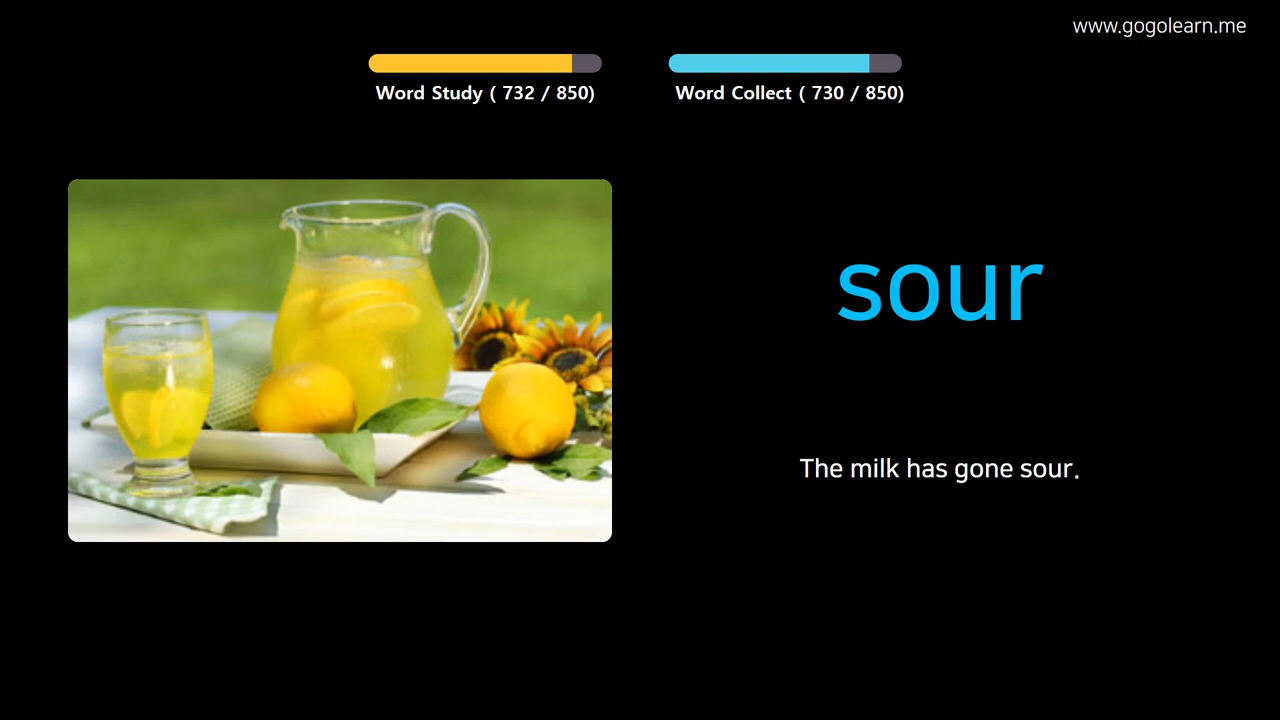 www.gogolearn.me
Word Study ( 732 / 850)
Word Collect ( 730 / 850)
sour
The milk has gone sour.